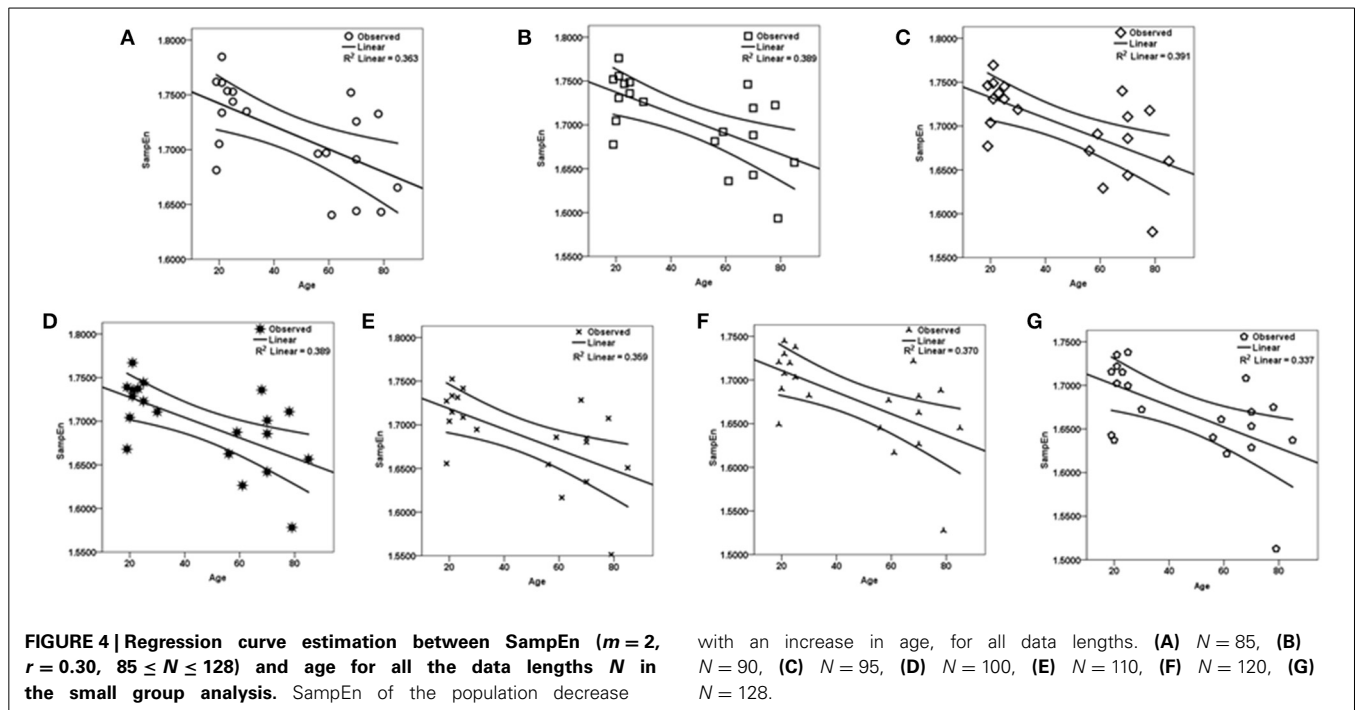 A
1.8000
1.7500
1.7000
1.6500
1.6000
SampEn
20 40 60 80
Age
Observed
Linear
R² Linear = 0.363
B
1.8000
1.7500
1.7000
1.6500
1.6000
1.5500
SampEn
20 40 60 80
Age
Observed
Linear
R² Linear = 0.389
C
1.8000
1.7500
1.7000
1.6500
1.6000
1.5500
SampEn
20 40 60 80
Age
Observed
Linear
R² Linear = 0.391
D
1.8000
1.7500
1.7000
1.6500
1.6000
1.5500
SampEn
20 40 60 80
Age
Observed
Linear
R² Linear = 0.389
E
1.8000
1.7500
1.7000
1.6500
1.6000
1.5500
SampEn
20 40 60 80
Age
Observed
Linear
R² Linear = 0.359
F
1.7500
1.7000
1.6500
1.6000
1.5500
1.5000
SampEn
20 40 60 80
Age
Observed
Linear
R² Linear = 0.370
G
1.7500
1.7000
1.6500
1.6000
1.5500
1.5000
SampEn
20 40 60 80
Age
Observed
Linear
R² Linear = 0.337
FIGURE 4 | Regression curve estimation between SampEn (m = 2,
r = 0.30, 85 ≤ N ≤ 128) and age for all the data lengths N in
the small group analysis. SampEn of the population decrease
with an increase in age, for all data lengths. (A) N = 85, (B)
N = 90, (C) N = 95, (D) N = 100, (E) N = 110, (F) N = 120, (G)
N = 128.